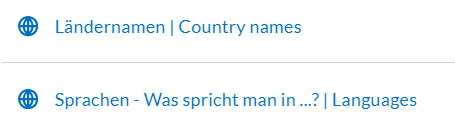 Ländernamen | Country names
Sprachen - Was spricht man in ...? | Languages